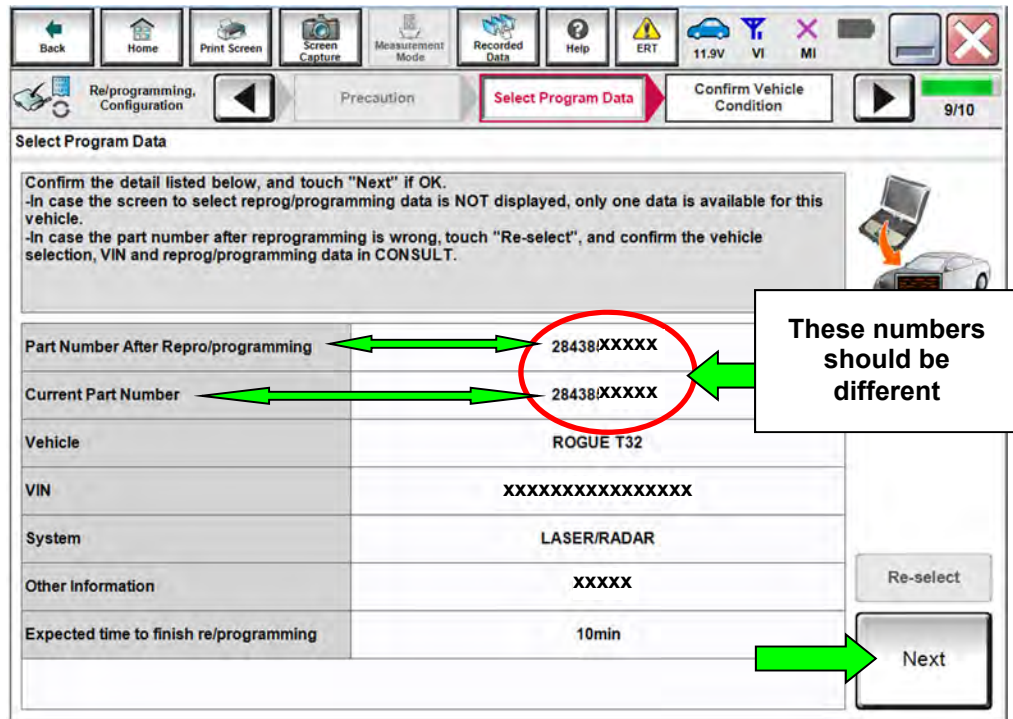 Back
Home
Print Screen
Screen
Capture
Measurement
Mode
Recorded
Data
Help
ERT
11.9V
VI
MI
Re/programming,
Configuration
Precaution
Select Program Data
Confirm Vehicle
Condition
9/10
Select Program Data
Confirm the detail listed below, and touch "Next" if OK.
-In case the screen to select reprog/programming data is NOT displayed, only one data is available for this
vehicle.
-In case the part number after reprogramming is wrong, touch "Re-select", and confirm the vehicle
selection, VIN and reprog/programming data in CONSULT.
These numbers
should be
different
Part Number After Repro/programming 28438XXXXX
Current Part Number 28438XXXXX
Vehicle ROGUE T32
VIN XXXXXXXXXXXXXXXX
System LASER/RADAR
Other Information XXXXX
Expected time to finish re/programming 10min
Re-select
Next